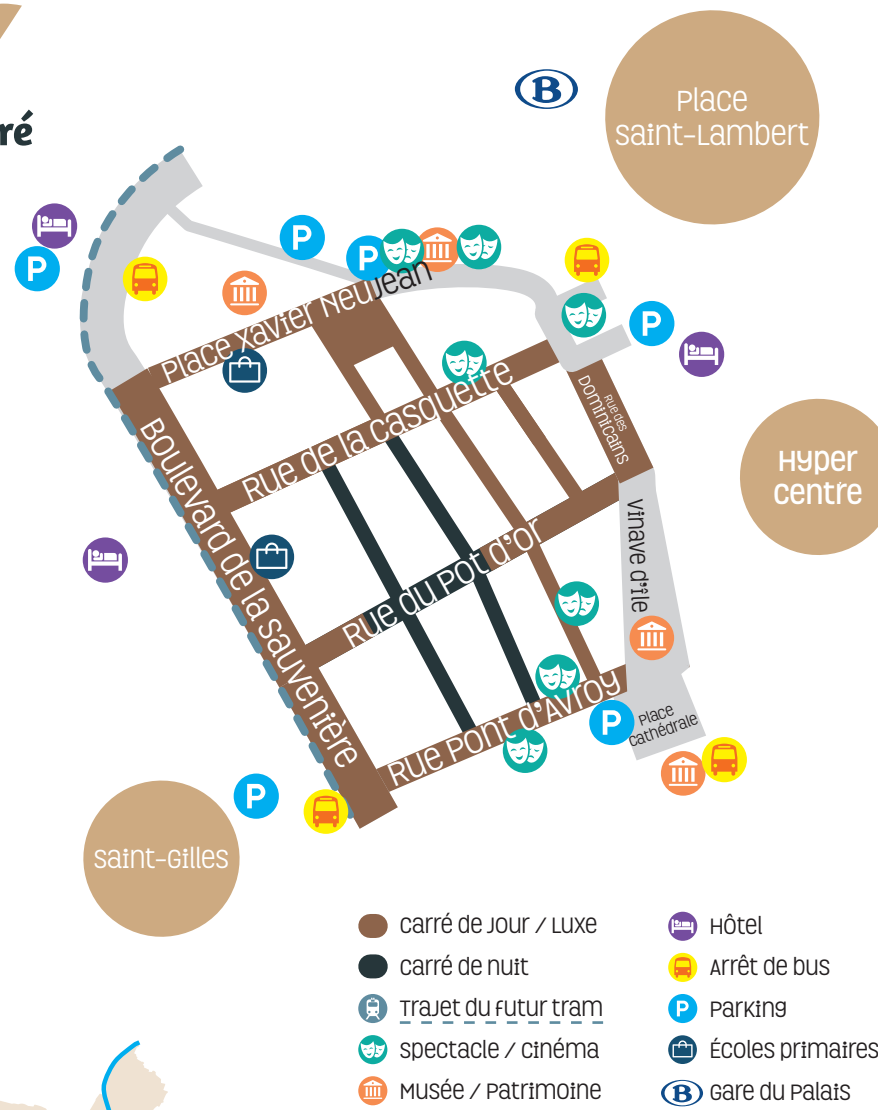 ré
B
Place
saint-Lambert
P
P
P
P
Place Xavier Neujean
Rue de la casquette
Rue des
Dominicains
Hyper
centre
Boulevard de la sauvenière
Rue du Pot d'or
vinave d'île
Rue Pont d'Avroy
P
Place
cathédrale
P
saint-Gilles
carré de Jour / Luxe
carré de nuit
Trajet du futur tram
spectacle / cinéma
Musée / Patrimoine
Hôtel
Arrêt de bus
P Parking
Écoles primaires
B Gare du Palais